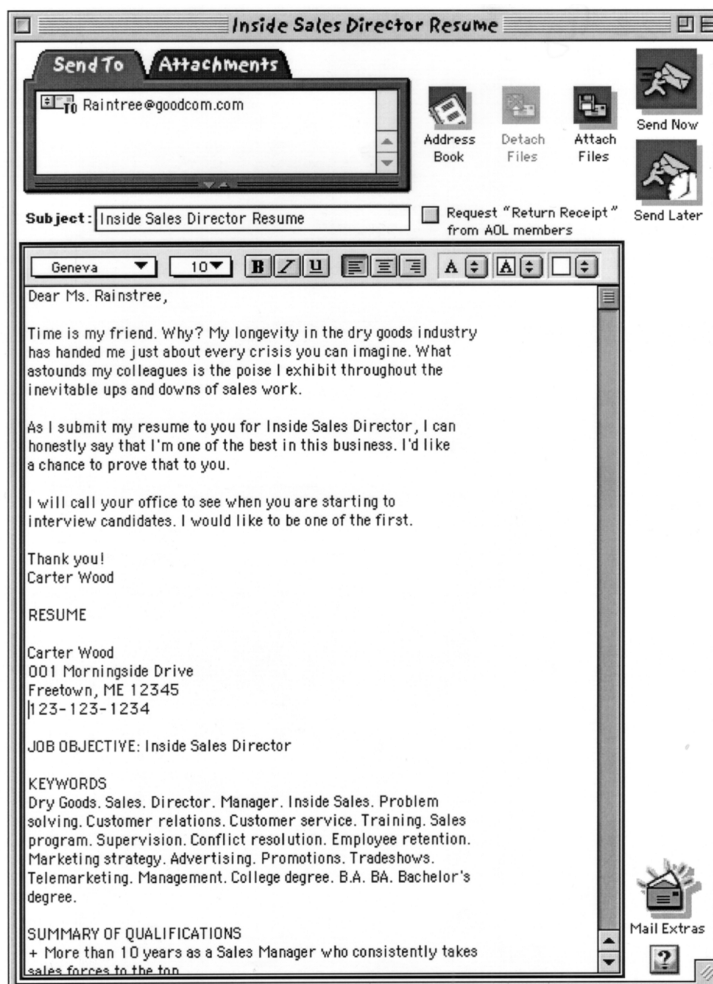 Inside Sales Director Resume
Send To Attachments
TO Raintree@goodcom.com
Address Book
Detach Files
Attach Files
Send Now
Send Later
Subject: Inside Sales Director Resume
Request "Return Receipt"
from AOL members
Geneva 10 B I U A A
Dear Ms. Rainstree,
Time is my friend. Why? My longevity in the dry goods industry
has handed me just about every crisis you can imagine. What
astounds my colleagues is the poise I exhibit throughout the
inevitable ups and downs of sales work.
As I submit my resume to you for Inside Sales Director, I can
honestly say that I'm one of the best in this business. I'd like
a chance to prove that to you.
I will call your office to see when you are starting to
interview candidates. I would like to be one of the first.
Thank you!
Carter Wood
RESUME
Carter Wood
001 Morningside Drive
Freetown, ME 12345
123-123-1234
JOB OBJECTIVE: Inside Sales Director
KEYWORDS
Dry Goods. Sales. Director. Manager. Inside Sales. Problem
solving. Customer relations. Customer service. Training. Sales
program. Supervision. Conflict resolution. Employee retention.
Marketing strategy. Advertising. Promotions. Tradeshows.
Telemarketing. Management. College degree. B.A. BA. Bachelor's
degree.
SUMMARY OF QUALIFICATIONS
+ More than 10 years as a Sales Manager who consistently takes
sales forces to the top
Mail Extras
?